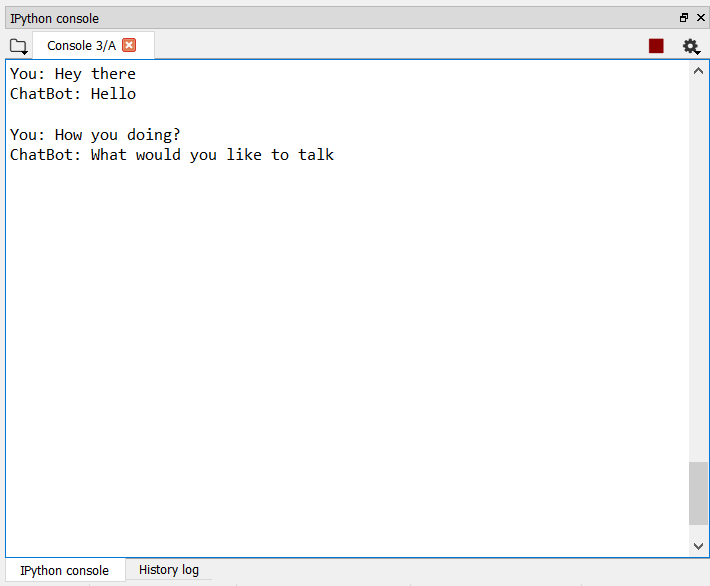 IPython console
Console 3/A
You: Hey there
ChatBot: Hello
You: How you doing?
ChatBot: What would you like to talk
IPython console
History log